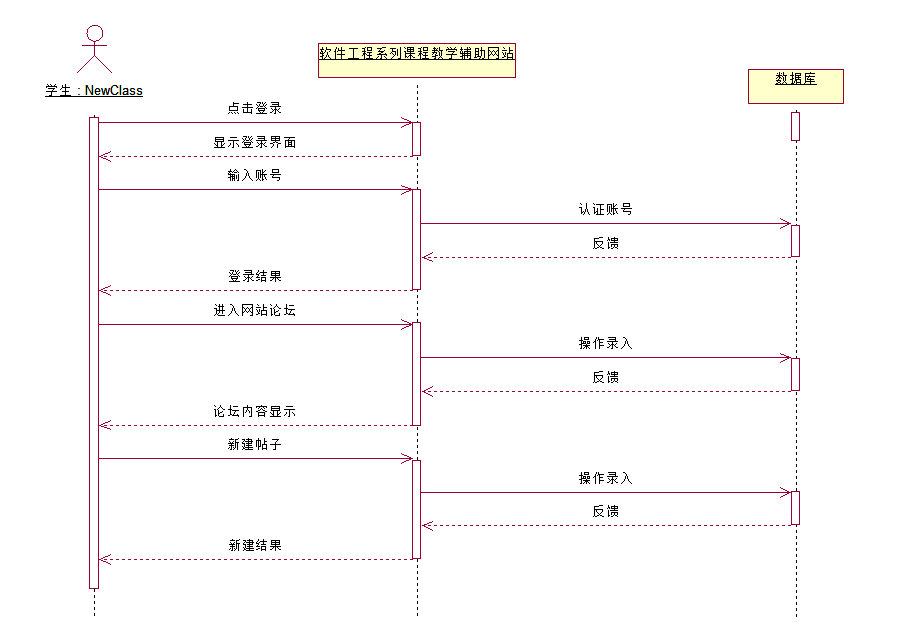 软件工程系列课程教学辅助网站
数据库
学生 : NewClass
点击登录
显示登录界面
输入账号
认证账号
反馈
登录结果
进入网站论坛
操作录入
反馈
论坛内容显示
新建帖子
操作录入
反馈
新建结果